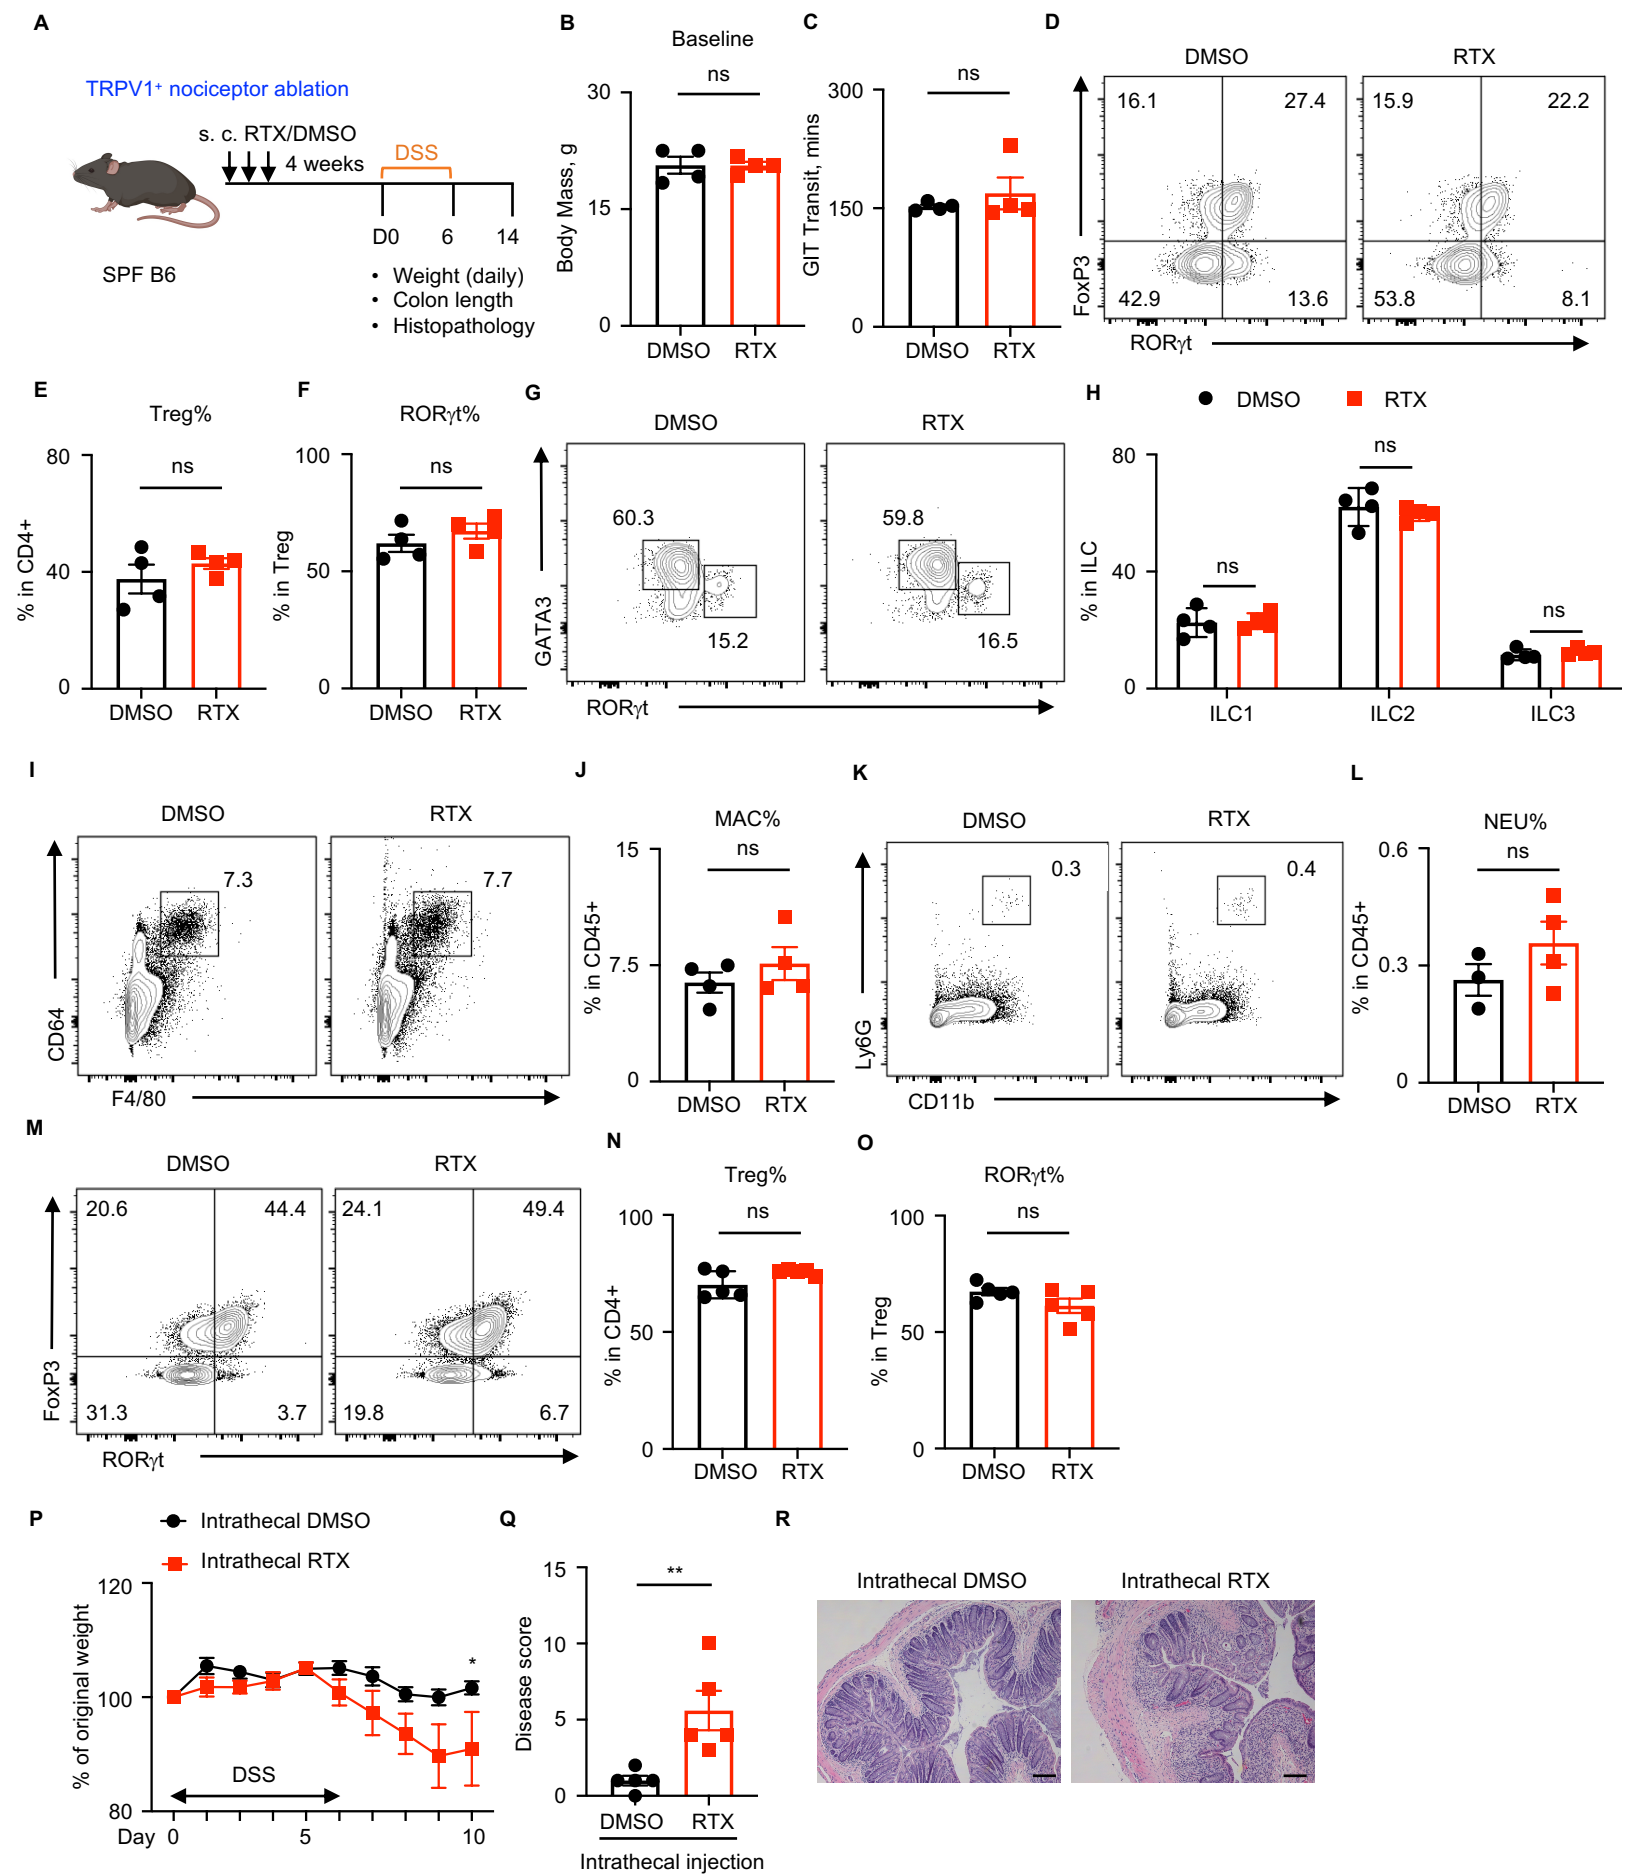 A
TRPV1+ nociceptor ablation
s. c. RTX/DMSO
4 weeks
DSS
D0 6 14
SPF B6
• Weight (daily)
• Colon length
• Histopathology
B
Baseline
ns
Body Mass, g
30
15
0
DMSO RTX
C
ns
GIT Transit, mins
300
150
0
DMSO RTX
D
DMSO RTX
16.1 27.4 15.9 22.2
42.9 13.6 53.8 8.1
FoxP3
RORγt
E
Treg%
ns
% in CD4+
80
40
0
DMSO RTX
F
RORγt%
ns
% in Treg
100
50
0
DMSO RTX
G
DMSO RTX
60.3 59.8
15.2 16.5
GATA3
RORγt
H
DMSO RTX
ns
ns
ns
% in ILC
80
40
0
ILC1 ILC2 ILC3
I
DMSO RTX
7.3 7.7
CD64
F4/80
J
MAC%
ns
% in CD45+
15
7.5
0
DMSO RTX
K
DMSO RTX
0.3 0.4
Ly6G
CD11b
L
NEU%
ns
% in CD45+
0.6
0.3
0
DMSO RTX
M
DMSO RTX
20.6 44.4 24.1 49.4
31.3 3.7 19.8 6.7
FoxP3
RORγt
N
Treg%
ns
% in CD4+
100
50
0
DMSO RTX
O
RORγt%
ns
% in Treg
100
50
0
DMSO RTX
P
Intrathecal DMSO
Intrathecal RTX
% of original weight
120
100
80
*
DSS
Day 0 5 10
Q
**
Disease score
15
10
5
0
DMSO RTX
Intrathecal injection
R
Intrathecal DMSO Intrathecal RTX